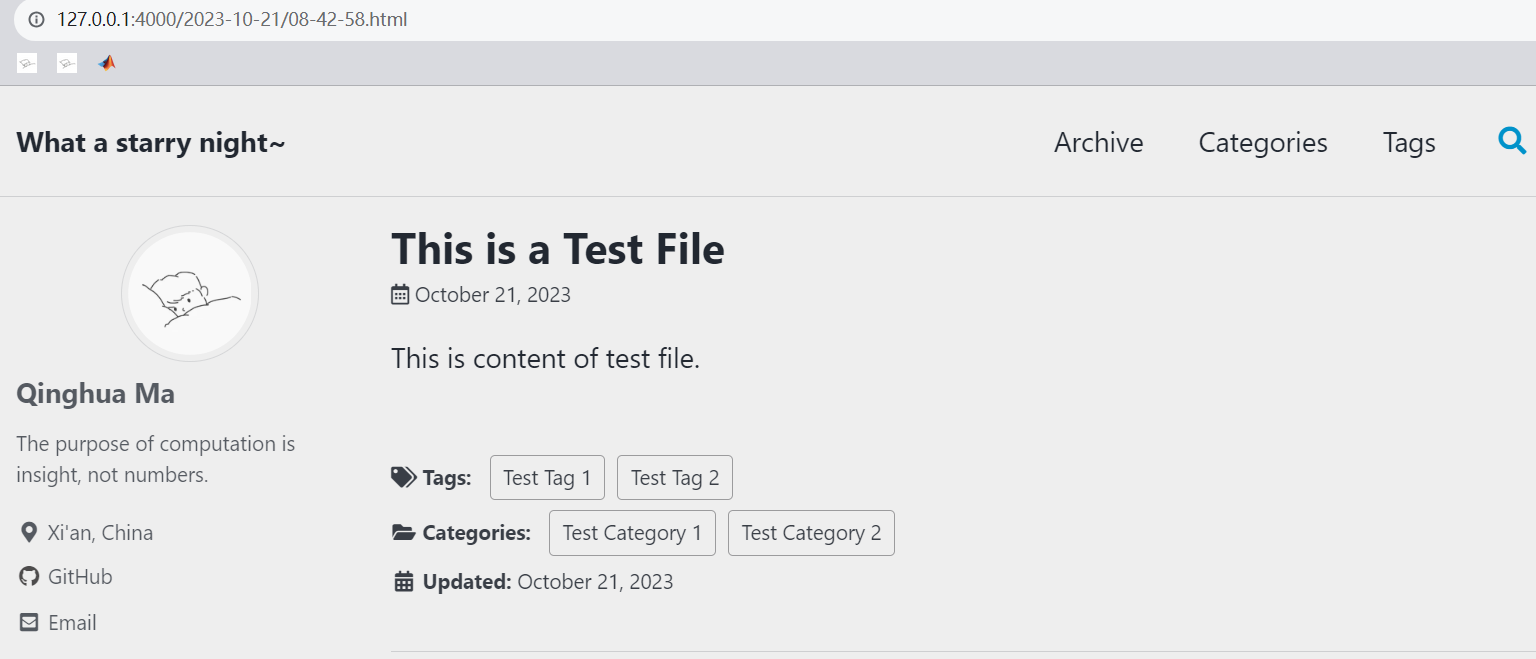 127.0.0.1:4000/2023-10-21/08-42-58.html
What a starry night~
Archive
Categories
Tags
This is a Test File
October 21, 2023
This is content of test file.
Qinghua Ma
The purpose of computation is
insight, not numbers.
Xi'an, China
GitHub
Email
Tags: Test Tag 1 Test Tag 2
Categories: Test Category 1 Test Category 2
Updated: October 21, 2023